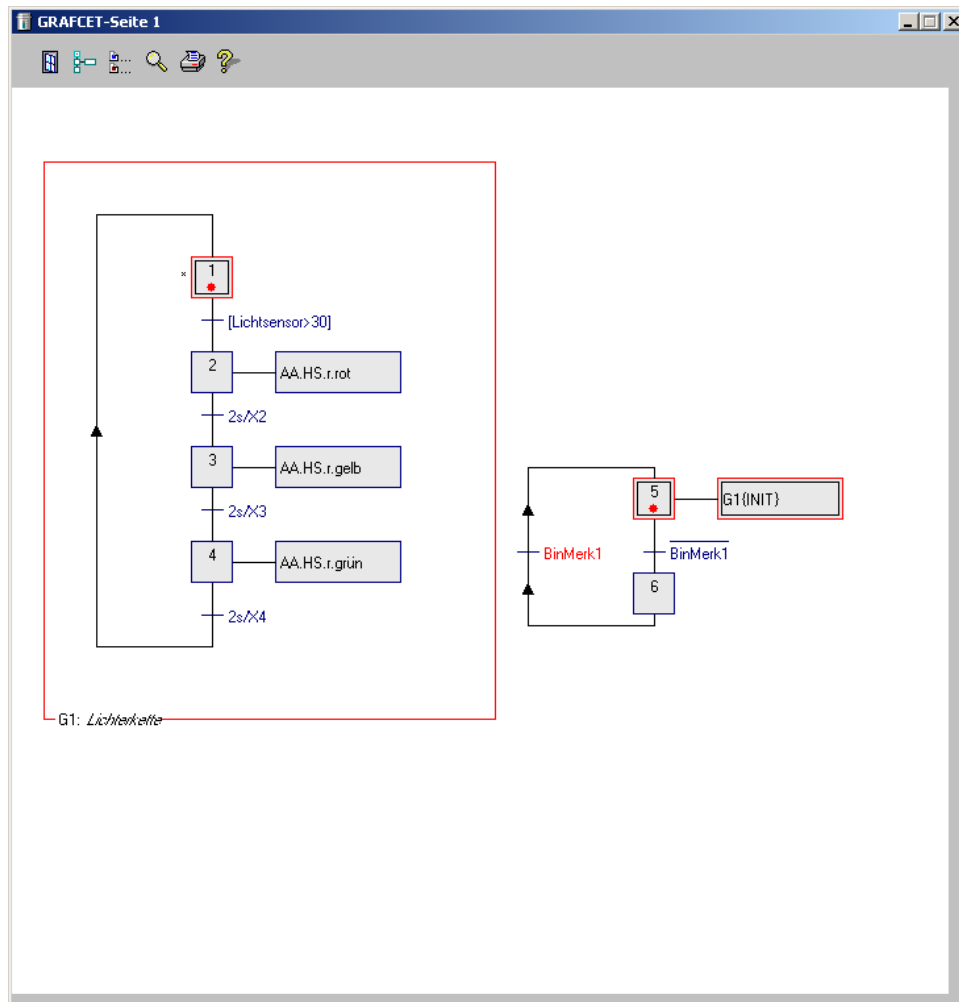 GRAFCET-Seite 1
1
[Lichtsensor>30]
2
AA.HS.r.rot
2s/X2
3
AA.HS.r.gelb
2s/X3
4
AA.HS.r.grün
2s/X4
G1: Lichterkette
5
G1{INIT}
BinMerk1
BinMerk1
6